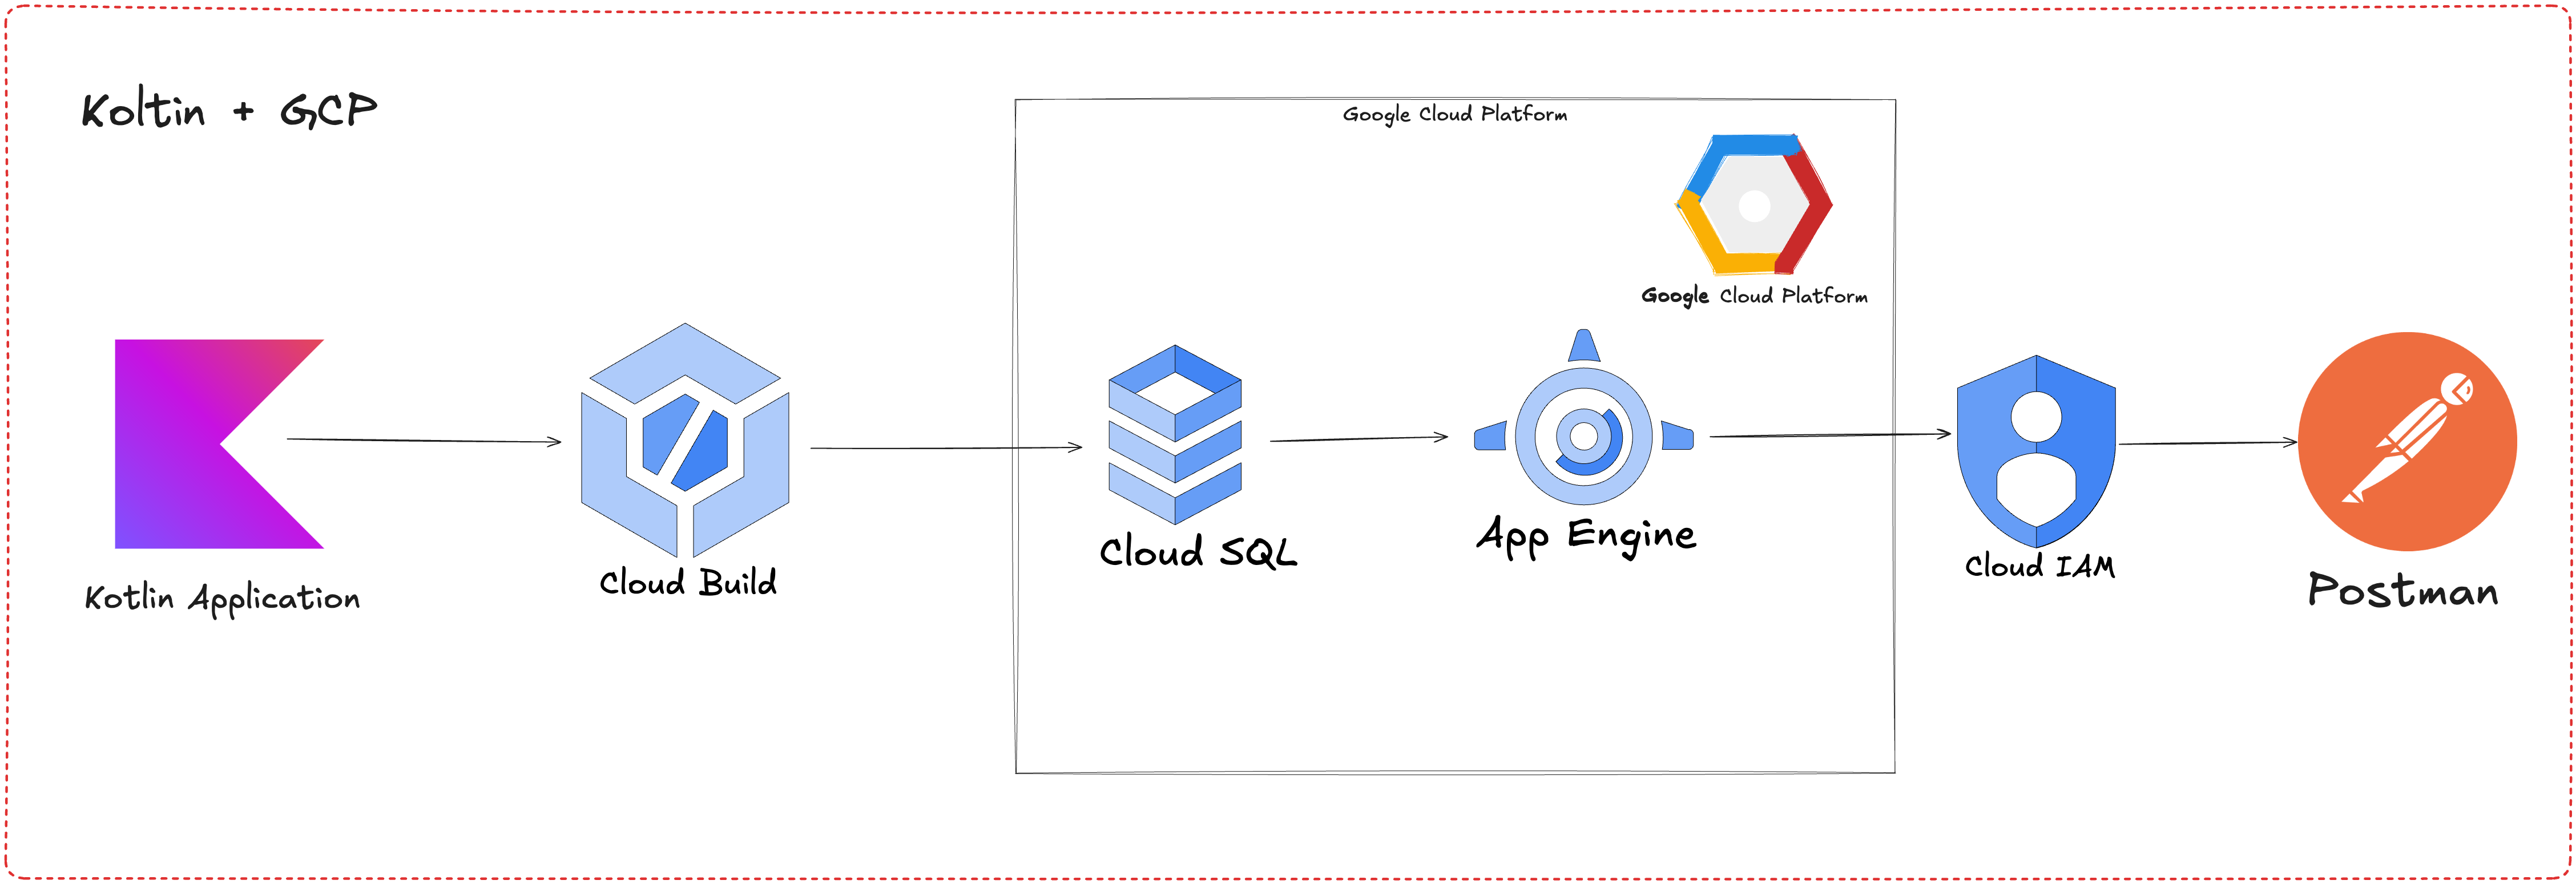 Koltin + GCP
Google Cloud Platform
Google Cloud Platform
Kotlin Application
Cloud Build
Cloud SQL
App Engine
Cloud IAM
Postman